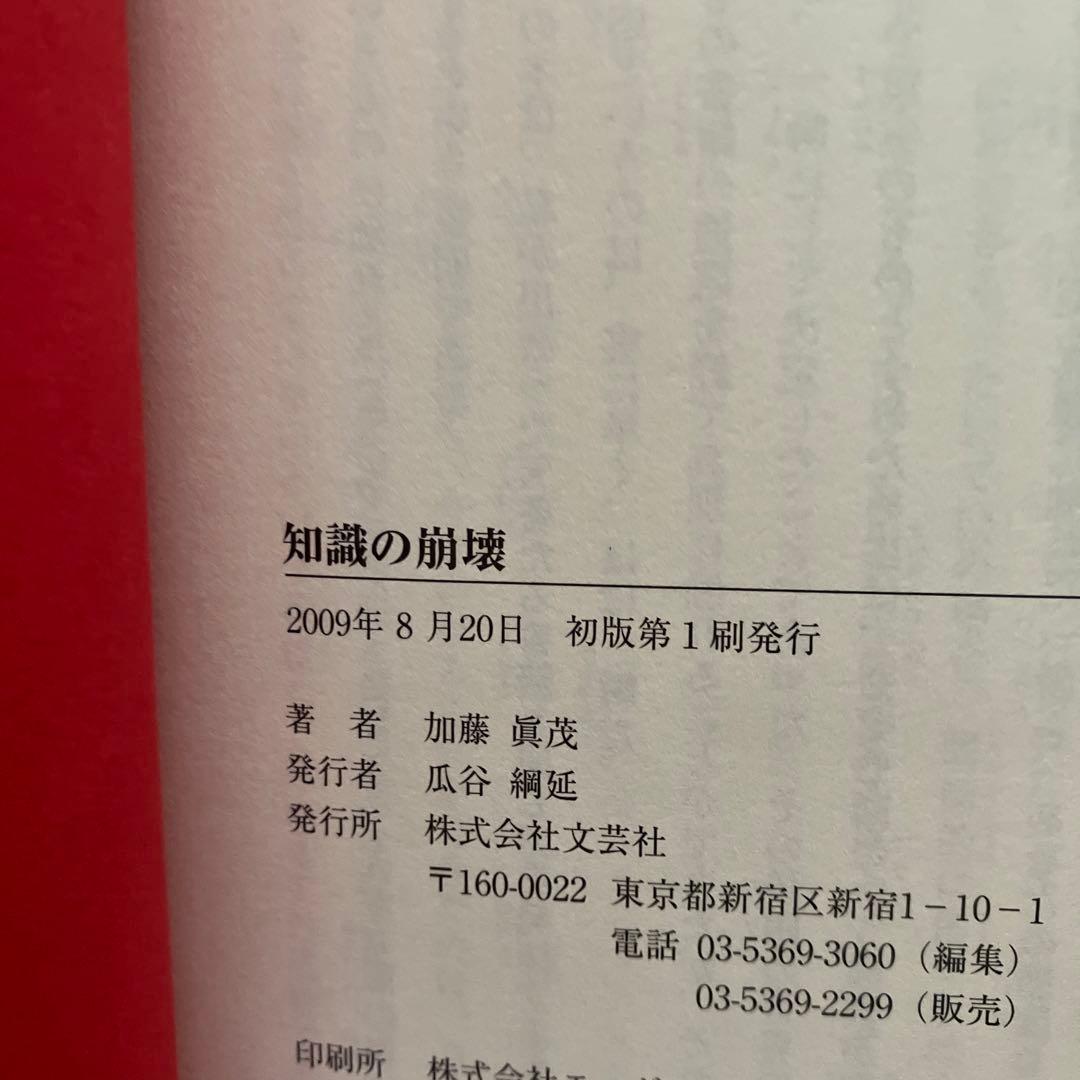 知識の崩壊
2009年 8 月20日　初版第 1 刷発行
著　者　加藤 眞茂
発行者　瓜谷 綱延
発行所　株式会社文芸社
〒160-0022　東京都新宿区新宿1－10－1
電話 03-5369-3060（編集）
03-5369-2299（販売）
印刷所　株式会社